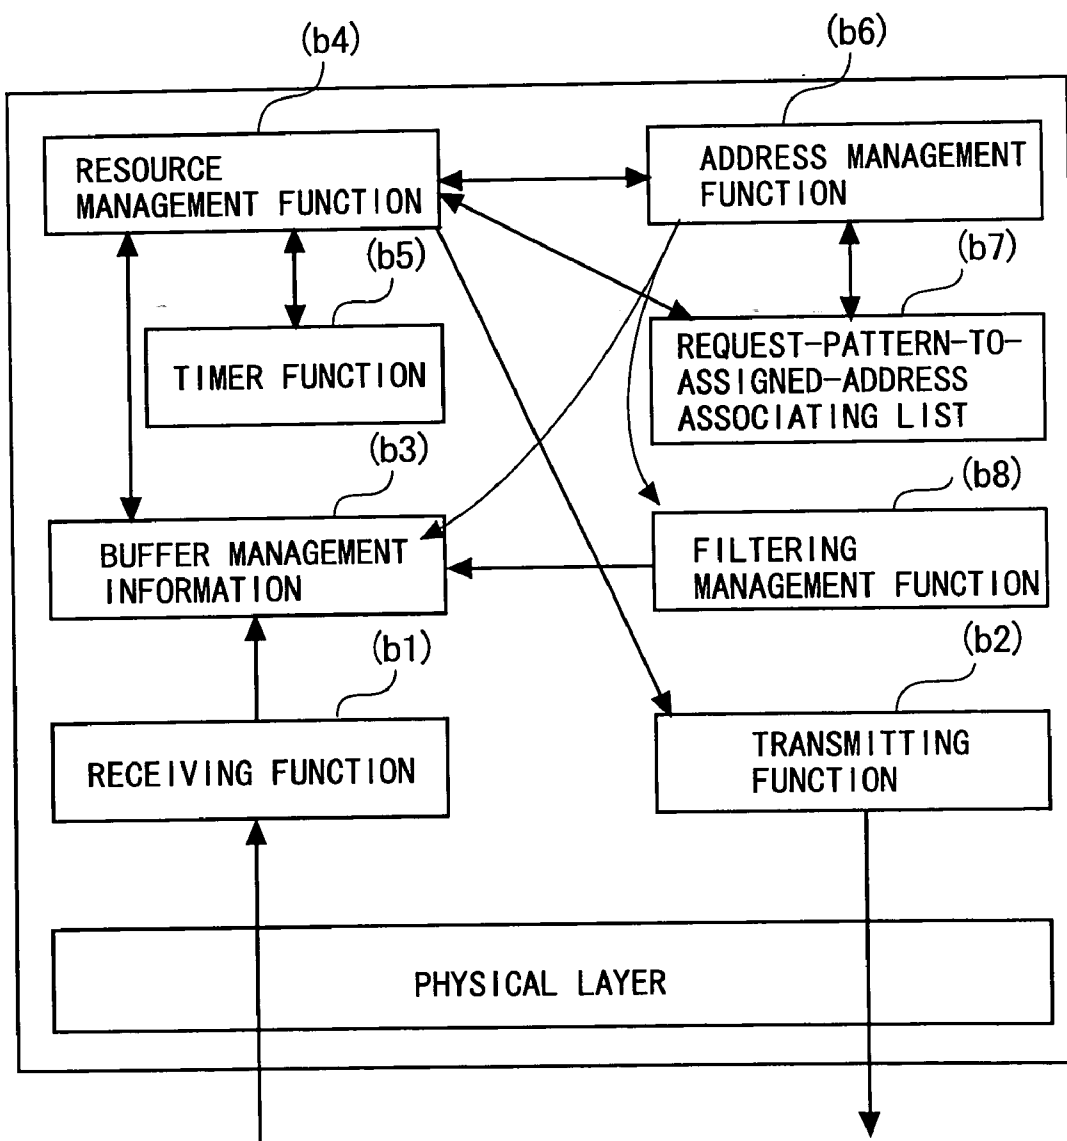 (b4)
(b6)
RESOURCE
MANAGEMENT FUNCTION
ADDRESS MANAGEMENT
FUNCTION
(b5)
(b7)
TIMER FUNCTION
REQUEST-PATTERN-TO-
ASSIGNED-ADDRESS
ASSOCIATING LIST
(b3)
(b8)
BUFFER MANAGEMENT
INFORMATION
FILTERING
MANAGEMENT FUNCTION
(b1)
(b2)
RECEIVING FUNCTION
TRANSMITTING
FUNCTION
PHYSICAL LAYER